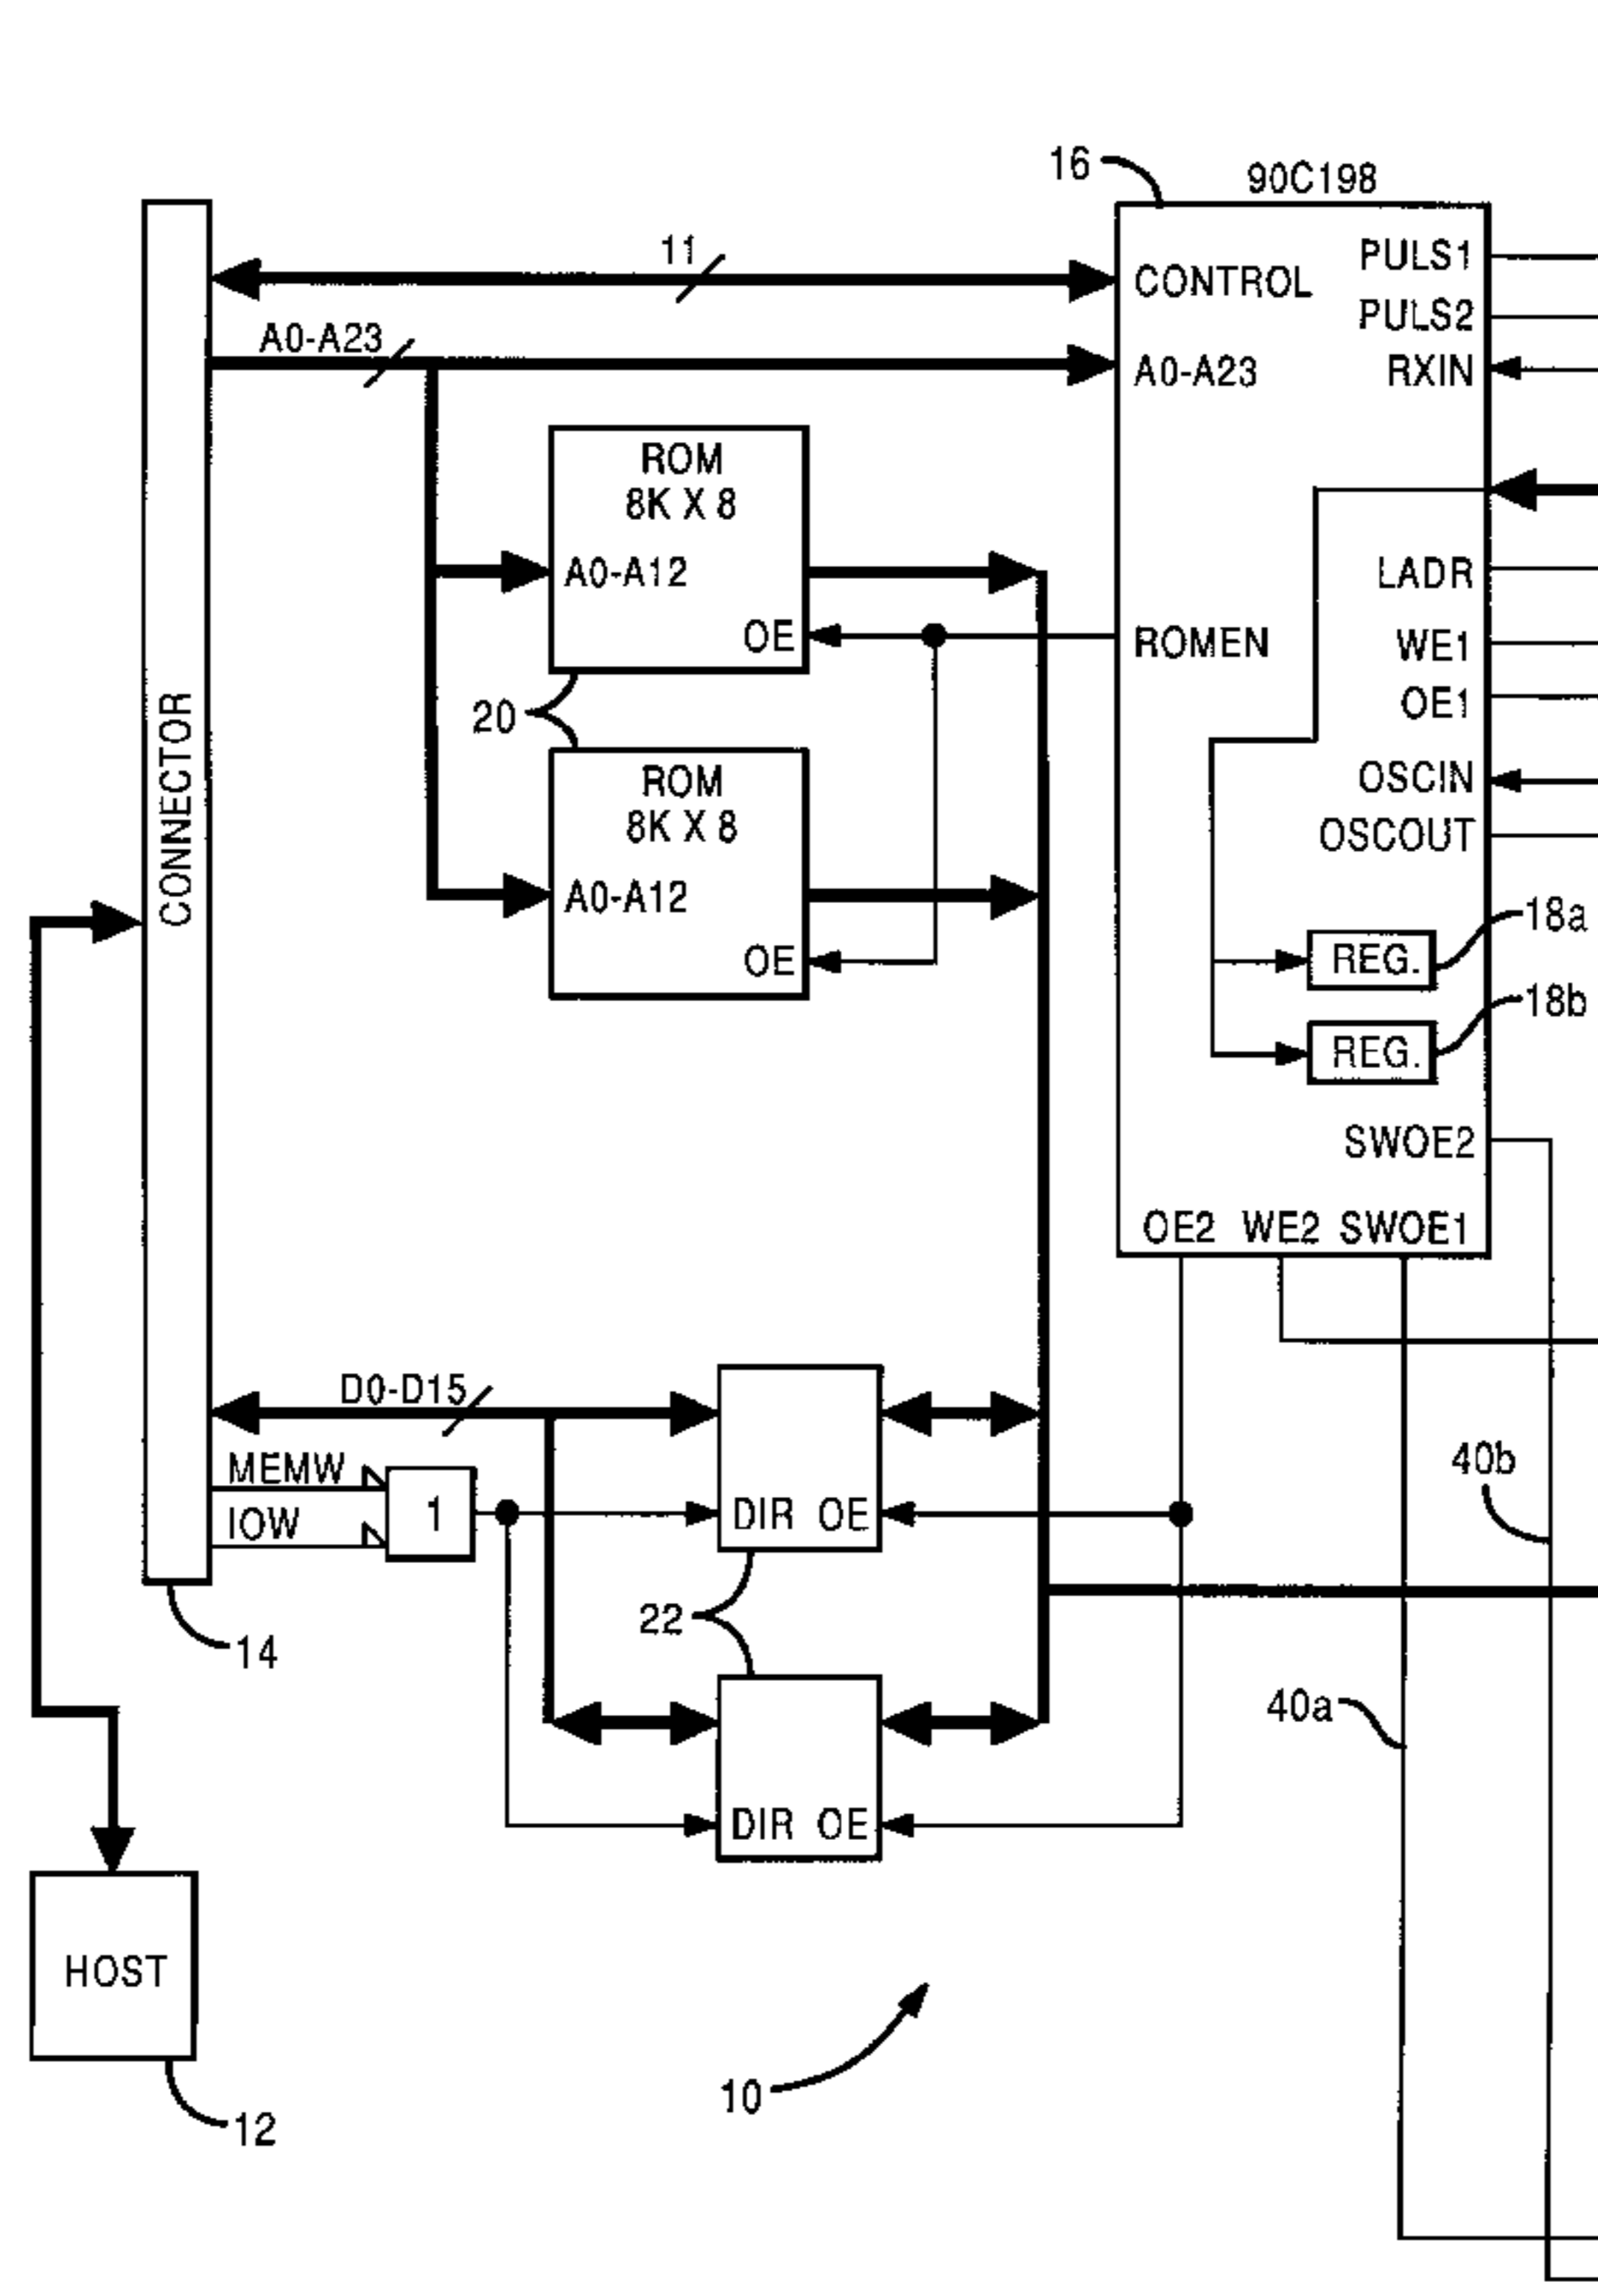 16
90C198
11
CONTROL
PULS1
PULS2
A0-A23
A0-A23
RXIN
ROM
8K X 8
A0-A12
OE
LADR
ROMEN
WE1
OE1
20
CONNECTOR
ROM
8K X 8
A0-A12
OE
OSCIN
OSCOUT
REG.
18a
REG.
18b
SWOE2
OE2 WE2 SWOE1
D0-D15
MEMW
IOW
1
DIR OE
40b
22
14
40a
DIR OE
HOST
10
12